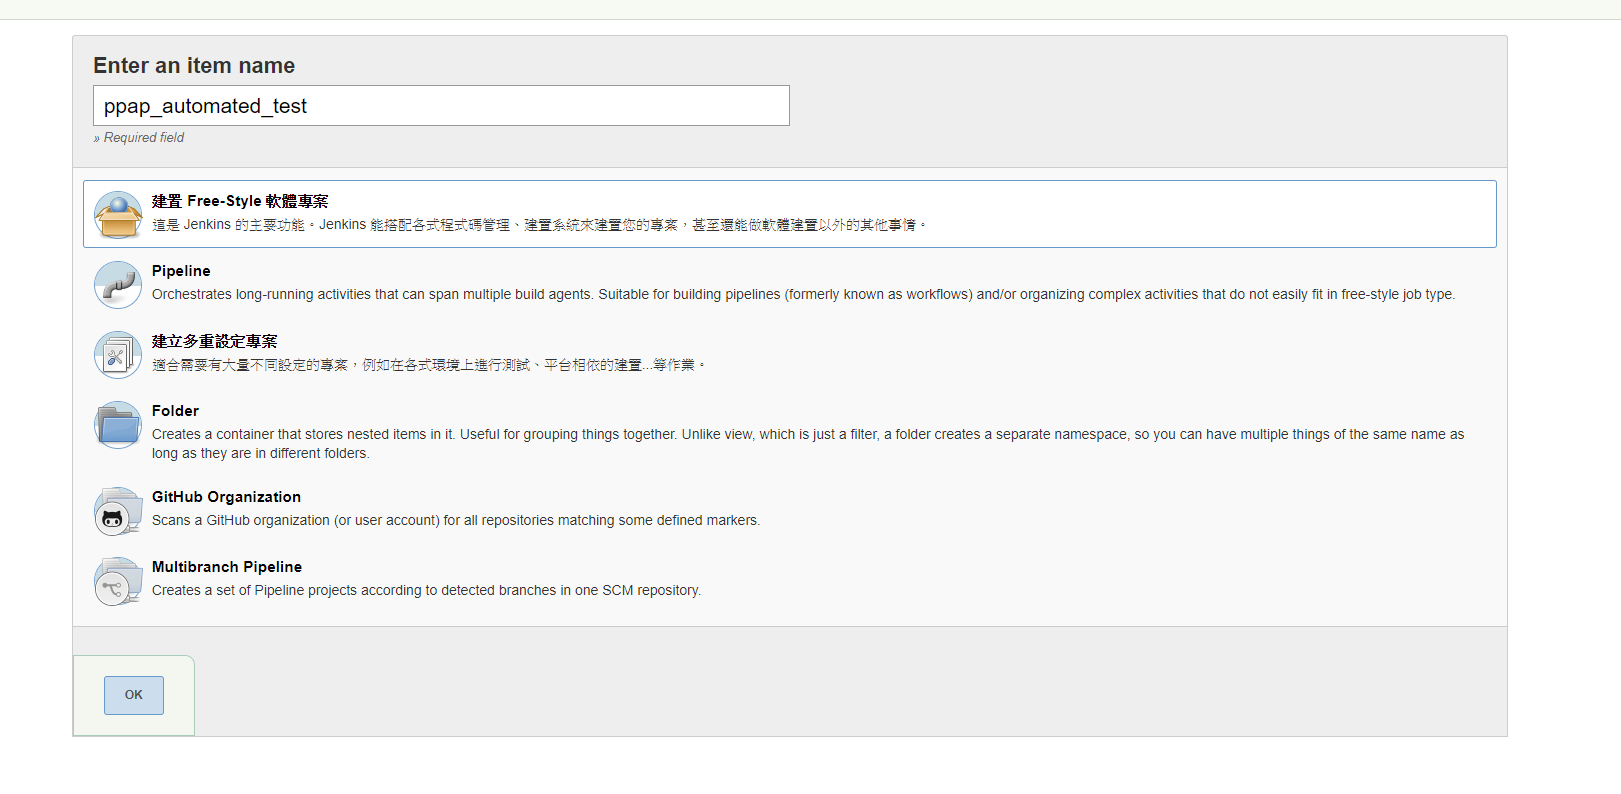 Enter an item name
ppap_automated_test
» Required field
建置 Free-Style 軟體專案
這是 Jenkins 的主要功能。Jenkins 能搭配各式程式碼管理、建置系統來建置您的專案，甚至還能做軟體建置以外的其他事情。
Pipeline
Orchestrates long-running activities that can span multiple build agents. Suitable for building pipelines (formerly known as workflows) and/or organizing complex activities that do not easily fit in free-style job type.
建立多重設定專案
適合需要有大量不同設定的專案，例如在各式環境上進行測試、平台相依的建置...等作業。
Folder
Creates a container that stores nested items in it. Useful for grouping things together. Unlike view, which is just a filter, a folder creates a separate namespace, so you can have multiple things of the same name as
long as they are in different folders.
GitHub Organization
Scans a GitHub organization (or user account) for all repositories matching some defined markers.
Multibranch Pipeline
Creates a set of Pipeline projects according to detected branches in one SCM repository.
OK